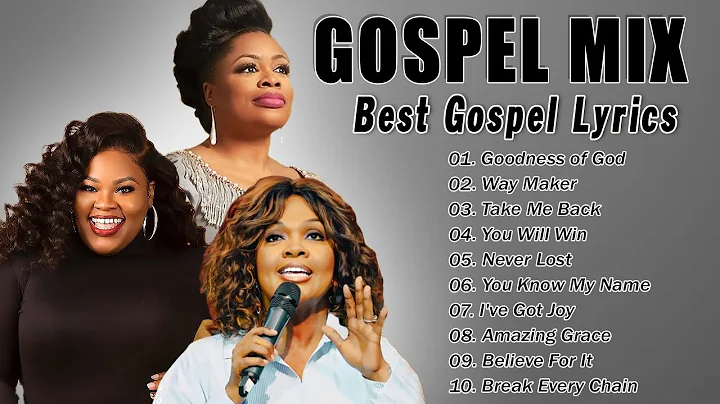 GOSPEL MIX
Best Gospel Lyrics
01. Goodness of God
02. Way Maker
03. Take Me Back
04. You Will Win
05. Never Lost
06. You Know My Name
07. I've Got Joy
08. Amazing Grace
09. Believe For It
10. Break Every Chain